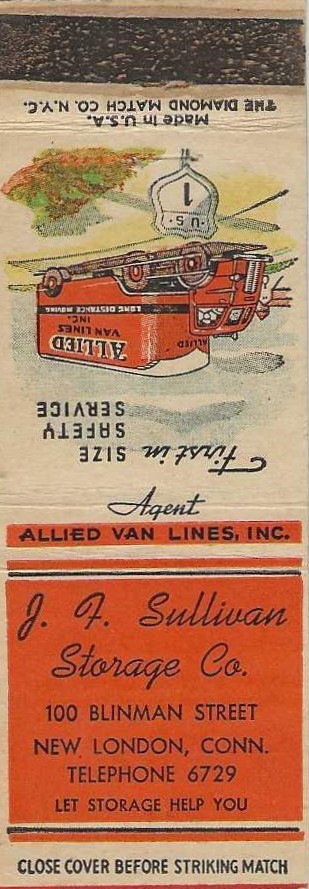 Made in U.S.A.
THE DIAMOND MATCH CO. N.Y.C.
U·S
1
ALLIED
ALLIED
VAN LINES
INC.
LONG DISTANCE MOVING
First in SIZE
SAFETY
SERVICE
Agent
ALLIED VAN LINES, INC.
J. F. Sullivan
Storage Co.
100 BLINMAN STREET
NEW LONDON, CONN.
TELEPHONE 6729
LET STORAGE HELP YOU
CLOSE COVER BEFORE STRIKING MATCH